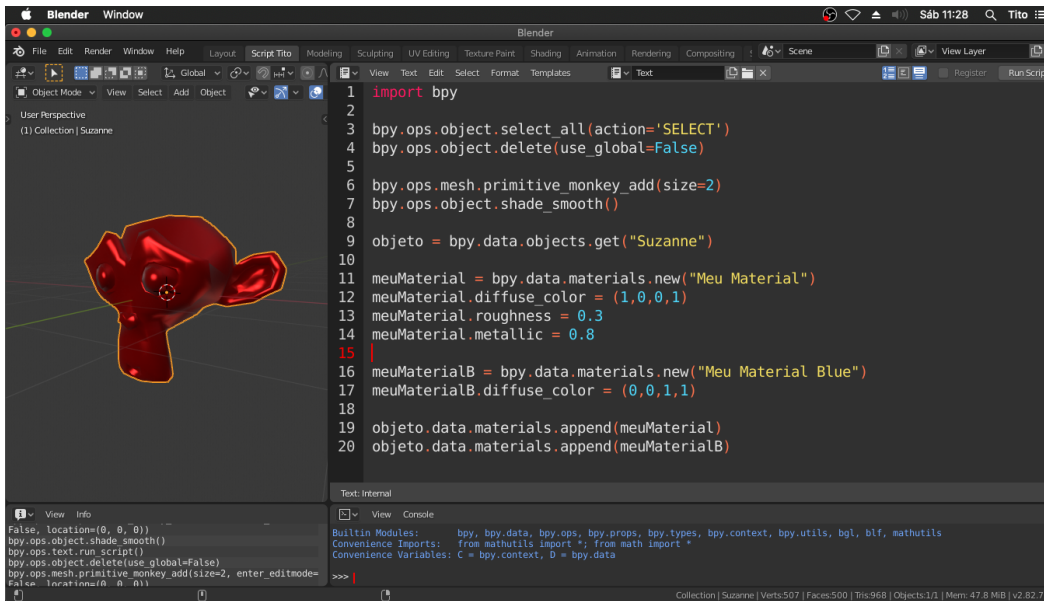 Blender Window Sáb 11:28 Tito
Blender
File Edit Render Window Help Layout Script Tito Modeling Sculpting UV Editing Texture Paint Shading Animation Rendering Compositing Scene View Layer
Global View Text Edit Select Format Templates Text Register Run Scrip
Object Mode View Select Add Object
User Perspective
(1) Collection | Suzanne
1 import bpy
2
3 bpy.ops.object.select_all(action='SELECT')
4 bpy.ops.object.delete(use_global=False)
5
6 bpy.ops.mesh.primitive_monkey_add(size=2)
7 bpy.ops.object.shade_smooth()
8
9 objeto = bpy.data.objects.get("Suzanne")
10
11 meuMaterial = bpy.data.materials.new("Meu Material")
12 meuMaterial.diffuse_color = (1,0,0,1)
13 meuMaterial.roughness = 0.3
14 meuMaterial.metallic = 0.8
15
16 meuMaterialB = bpy.data.materials.new("Meu Material Blue")
17 meuMaterialB.diffuse_color = (0,0,1,1)
18
19 objeto.data.materials.append(meuMaterial)
20 objeto.data.materials.append(meuMaterialB)
Text: Internal
View Info
False, location=(0, 0, 0))
bpy.ops.object.shade_smooth()
bpy.ops.text.run_script()
bpy.ops.object.delete(use_global=False)
bpy.ops.mesh.primitive_monkey_add(size=2, enter_editmode=
False, location=(0, 0, 0))
View Console
Builtin Modules: bpy, bpy.data, bpy.ops, bpy.props, bpy.types, bpy.context, bpy.utils, bgl, blf, mathutils
Convenience Imports: from mathutils import *; from math import *
Convenience Variables: C = bpy.context, D = bpy.data
>>>
Collection | Suzanne | Verts:507 | Faces:500 | Tris:968 | Objects:1/1 | Mem: 47.8 MiB | v2.82.7